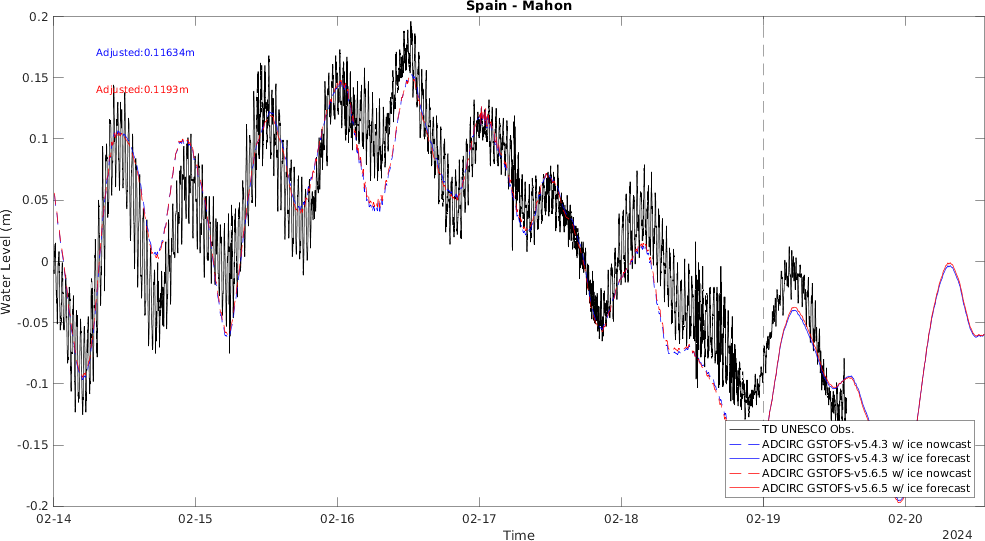 Spain - Mahon
Adjusted:0.11634m
Adjusted:0.1193m
Water Level (m)
0.2
0.15
0.1
0.05
0
-0.05
-0.1
-0.15
-0.2
TD UNESCO Obs.
ADCIRC GSTOFS-v5.4.3 w/ ice nowcast
ADCIRC GSTOFS-v5.4.3 w/ ice forecast
ADCIRC GSTOFS-v5.6.5 w/ ice nowcast
ADCIRC GSTOFS-v5.6.5 w/ ice forecast
02-14 02-15 02-16 02-17 02-18 02-19 02-20
Time
2024